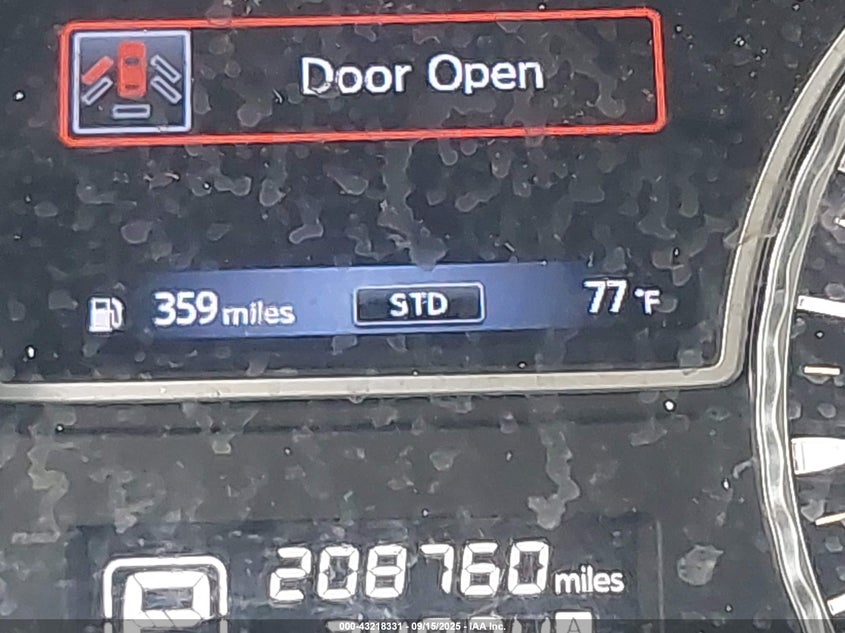 Door Open
359 miles STD 77 °F
208760 miles
000-43218331 - 09/15/2025 - IAA Inc.